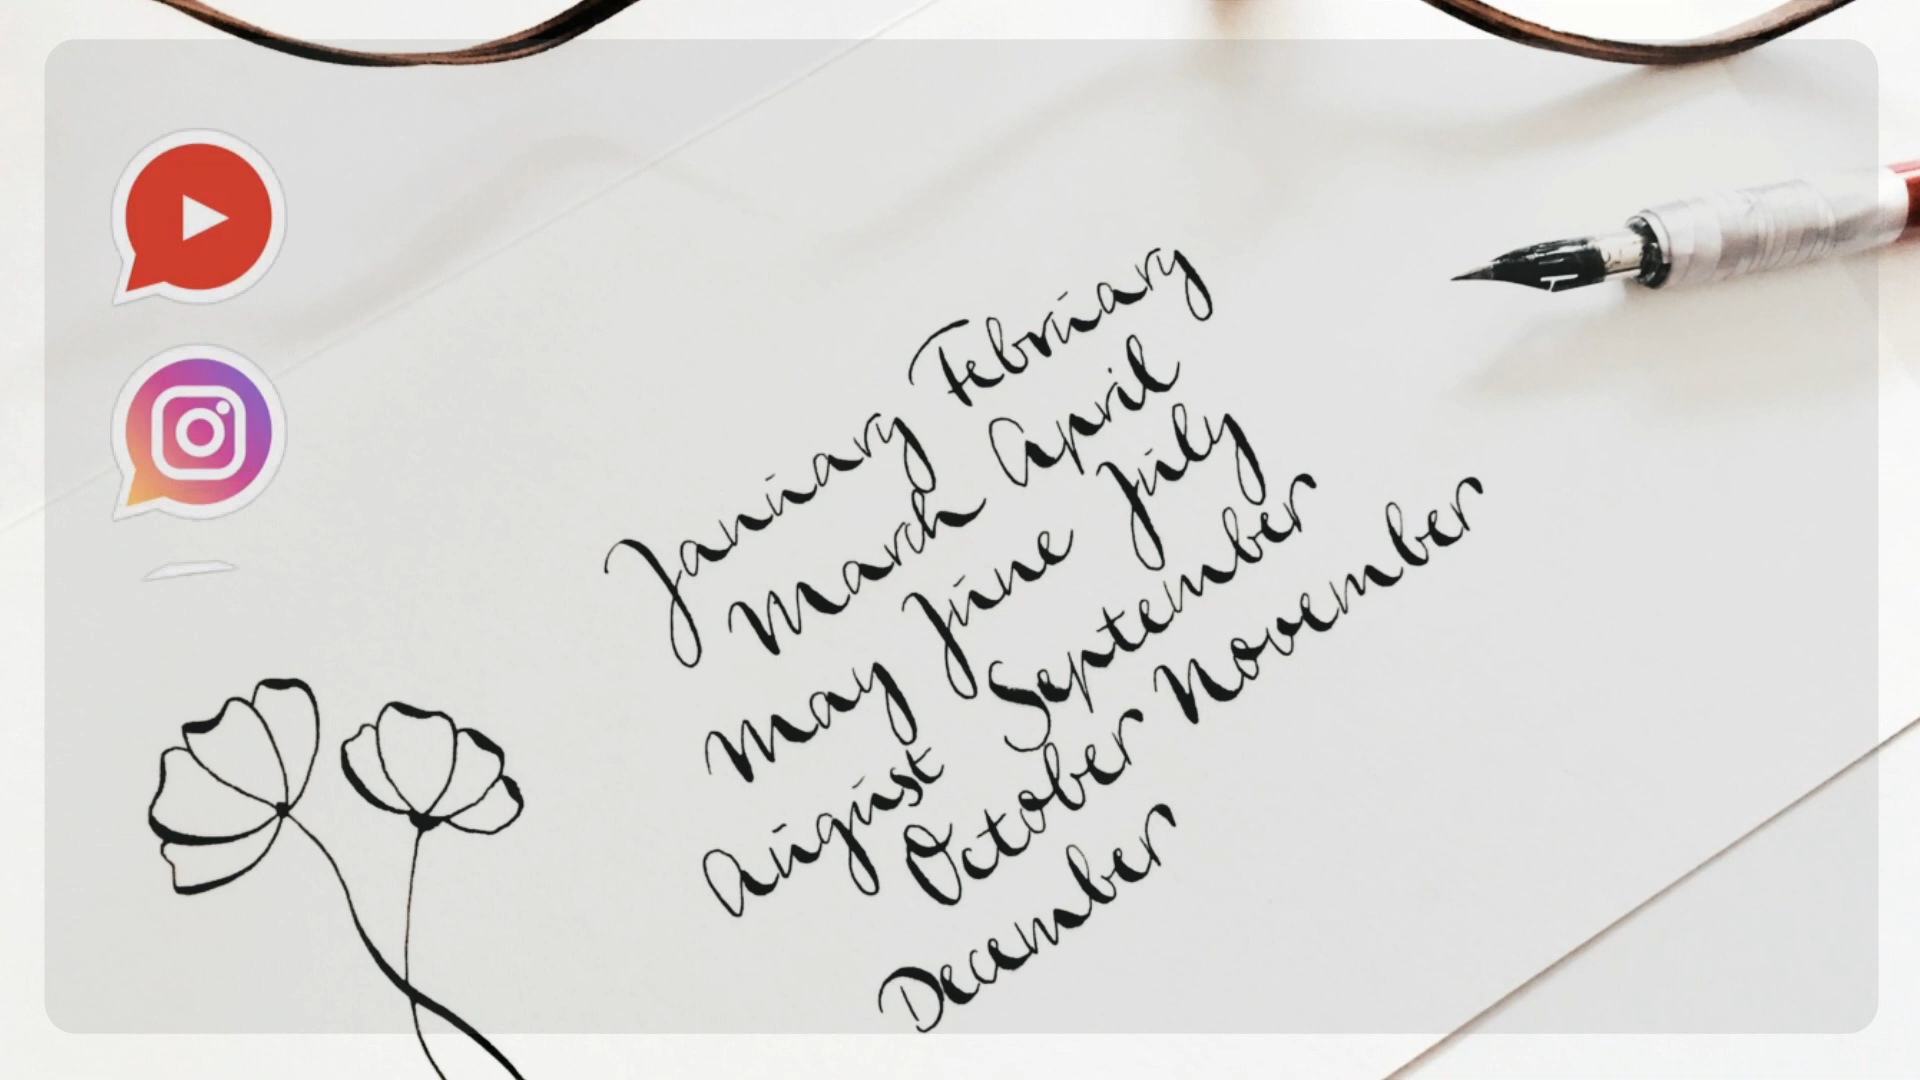 January February
March April
May June July
August September
October November
December